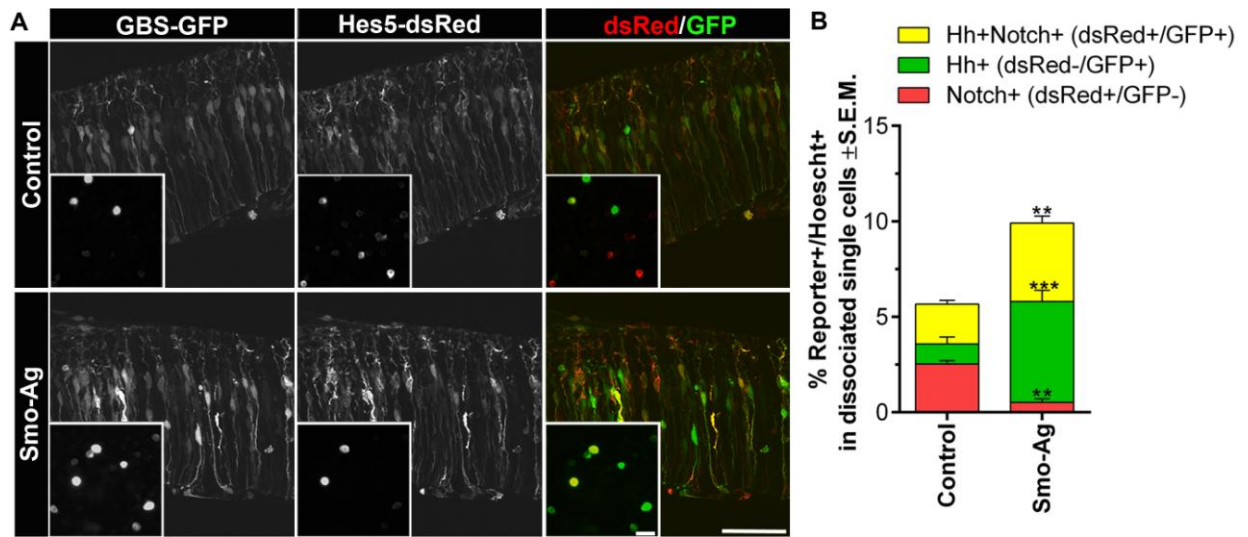 A
GBS-GFP
Hes5-dsRed
dsRed/GFP
Control
Smo-Ag
B
Hh+Notch+ (dsRed+/GFP+)
Hh+ (dsRed-/GFP+)
Notch+ (dsRed+/GFP-)
% Reporter+/Hoescht+
in dissociated single cells ±S.E.M.
15
10
5
0
**
***
**
Control
Smo-Ag